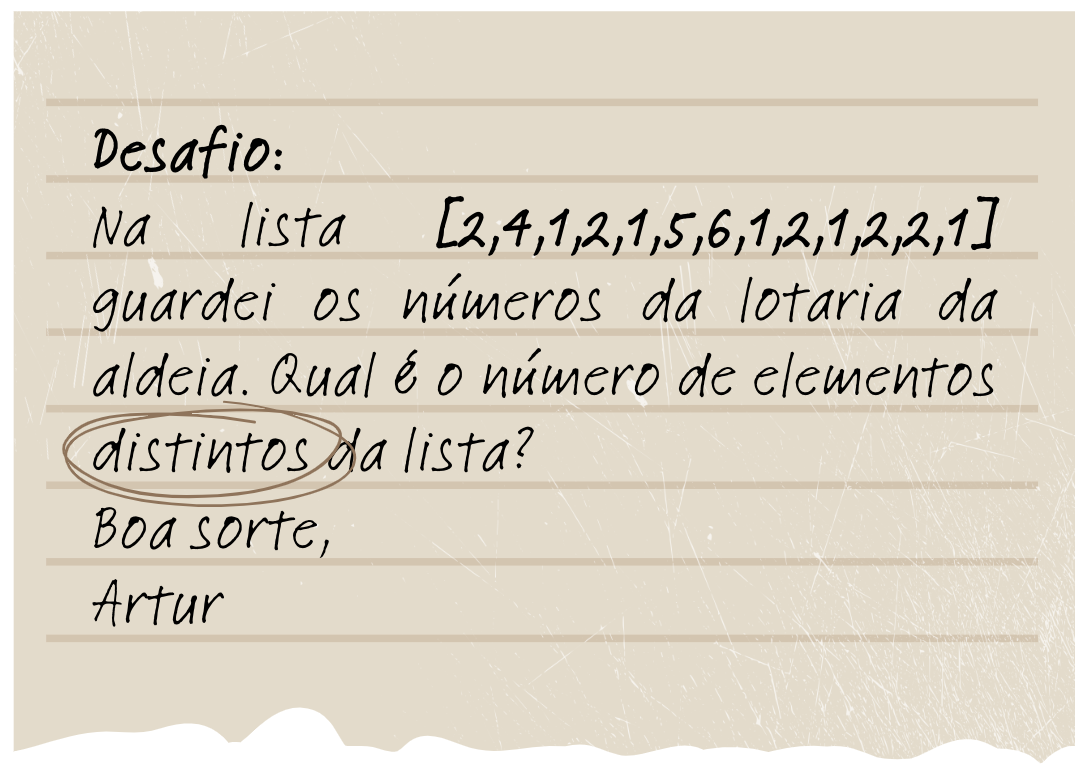 Desafio:
Na lista [2,4,1,2,1,5,6,1,2,1,2,2,1]
guardei os números da lotaria da
aldeia. Qual é o número de elementos
distintos da lista?
Boa sorte,
Artur